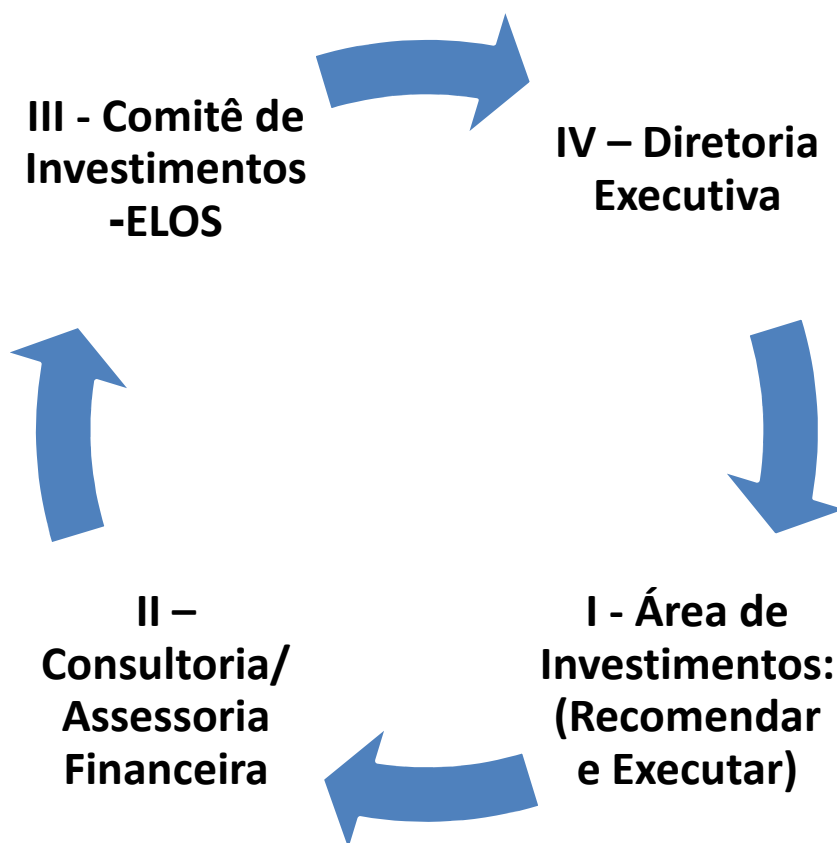 III - Comitê de
Investimentos
-ELOS
IV – Diretoria
Executiva
II –
Consultoria/
Assessoria
Financeira
I - Área de
Investimentos:
(Recomendar
e Executar)